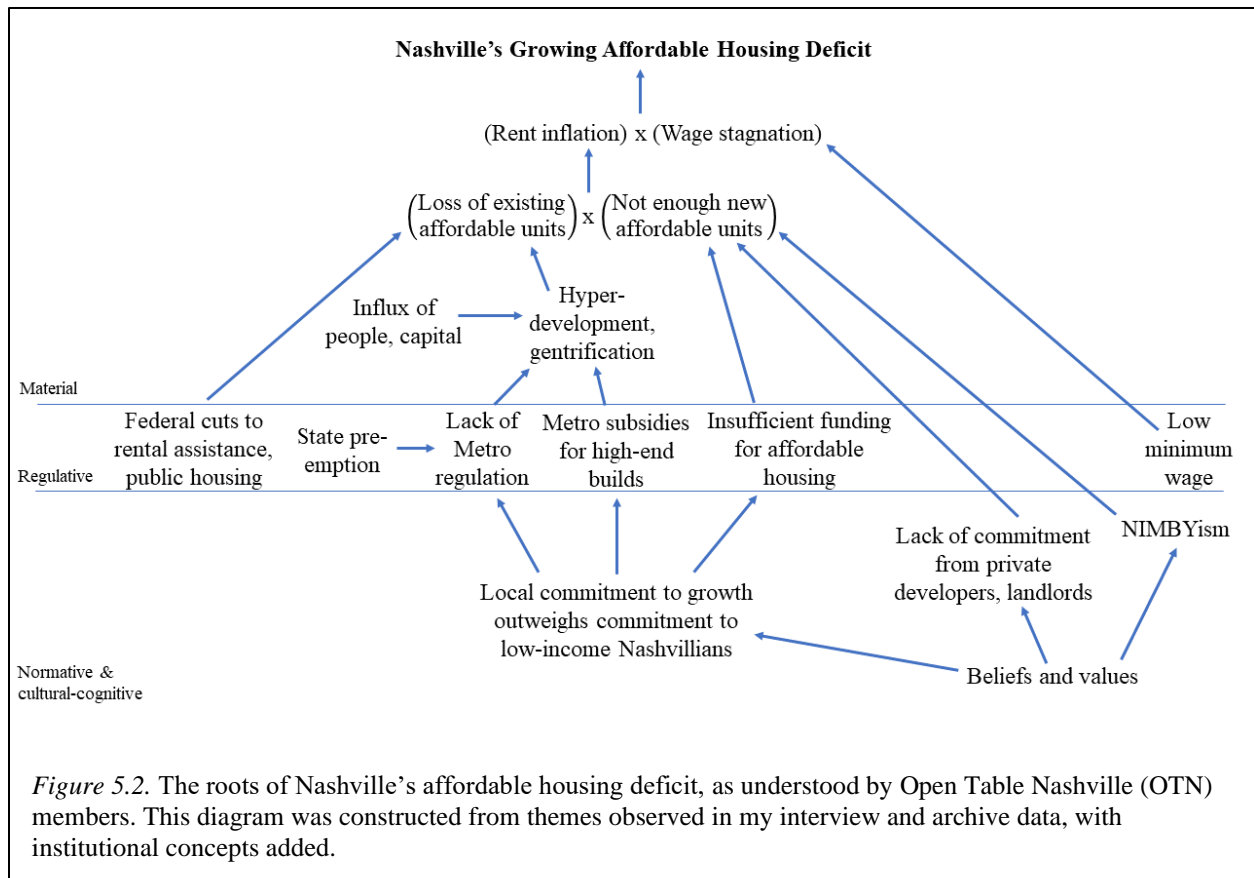 Nashville's Growing Affordable Housing Deficit
(Rent inflation) x (Wage stagnation)
(Loss of existing
affordable units) x (Not enough new
affordable units)
Influx of
people, capital
Hyper-
development,
gentrification
Material
Federal cuts to
rental assistance,
public housing
State pre-
emption
Lack of
Metro
regulation
Metro subsidies
for high-end
builds
Insufficient funding
for affordable
housing
Low
minimum
wage
Regulative
Lack of commitment
from private
developers, landlords
NIMBYism
Local commitment to growth
outweighs commitment to
low-income Nashvillians
Beliefs and values
Normative &
cultural-cognitive
Figure 5.2. The roots of Nashville's affordable housing deficit, as understood by Open Table Nashville (OTN)
members. This diagram was constructed from themes observed in my interview and archive data, with
institutional concepts added.